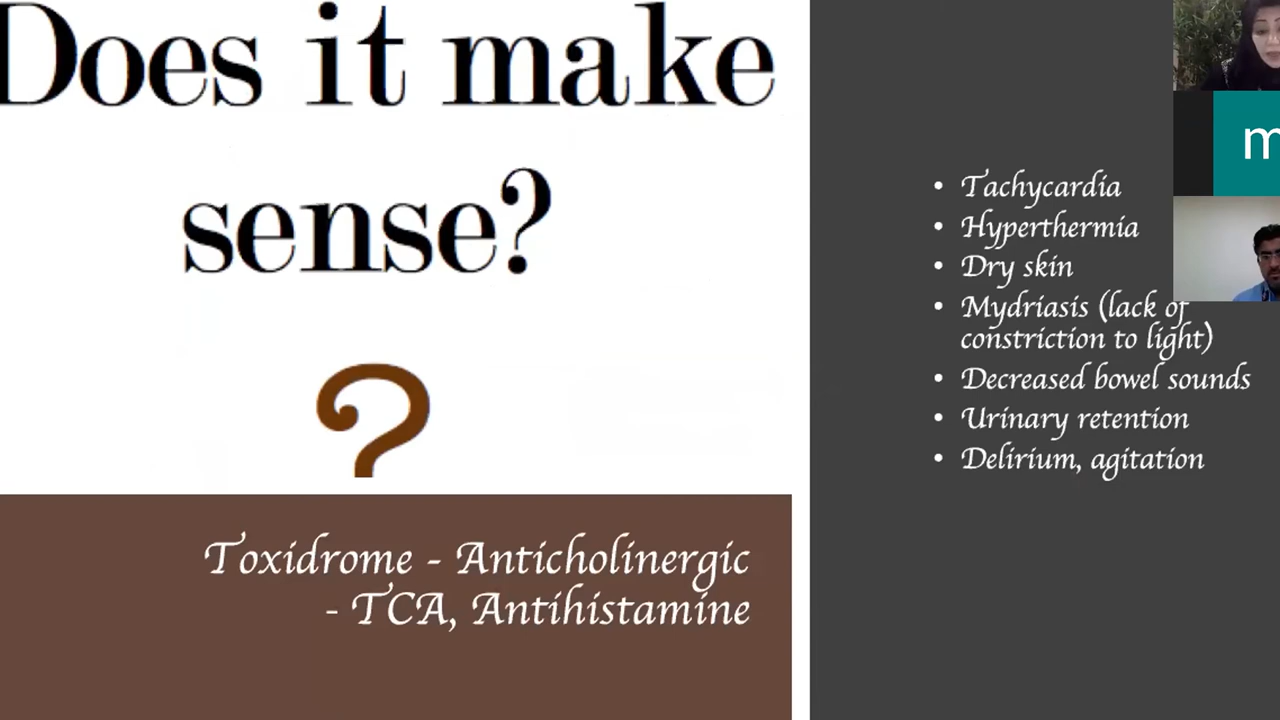 Does it make
sense?
?
Toxidrome - Anticholinergic
- TCA, Antihistamine
• Tachycardia
• Hyperthermia
• Dry skin
• Mydriasis (lack of
constriction to light)
• Decreased bowel sounds
• Urinary retention
• Delirium, agitation
m